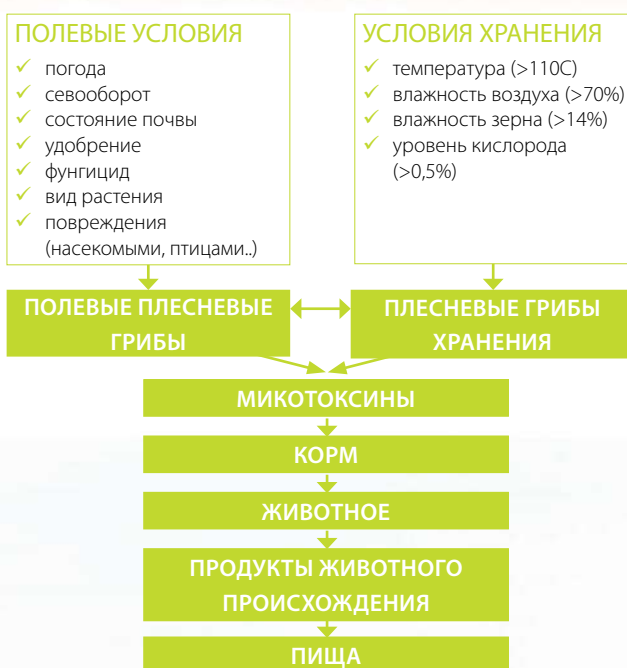 ПОЛЕВЫЕ УСЛОВИЯ
✓ погода
✓ севооборот
✓ состояние почвы
✓ удобрение
✓ фунгицид
✓ вид растения
✓ повреждения
(насекомыми, птицами..)
УСЛОВИЯ ХРАНЕНИЯ
✓ температура (>110C)
✓ влажность воздуха (>70%)
✓ влажность зерна (>14%)
✓ уровень кислорода
(>0,5%)
ПОЛЕВЫЕ ПЛЕСНЕВЫЕ
ГРИБЫ
ПЛЕСНЕВЫЕ ГРИБЫ
ХРАНЕНИЯ
МИКОТОКСИНЫ
КОРМ
ЖИВОТНОЕ
ПРОДУКТЫ ЖИВОТНОГО
ПРОИСХОЖДЕНИЯ
ПИЩА